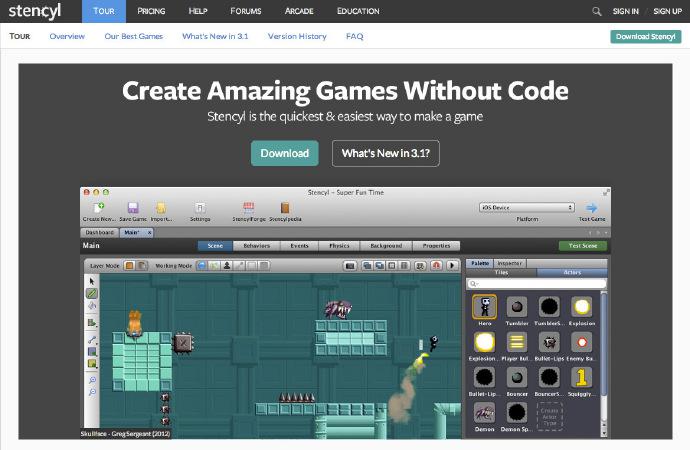 stencyl TOUR PRICING HELP FORUMS ARCADE EDUCATION SIGN IN / SIGN UP
TOUR Overview Our Best Games What's New in 3.1 Version History FAQ Download Stencyl
Create Amazing Games Without Code
Stencyl is the quickest & easiest way to make a game
Download What's New in 3.1?
Stencyl - Super Fun Time
iOS Device
Create New... Save Game Import... Settings StencylForge Stencylpedia Platform Test Game
Dashboard Main* x
Main Scene Behaviors Events Physics Background Properties Test Scene
Layer Mode Working Mode Palette Inspector
Tiles Actors
Hero Tumbler TumblerS... Explosion
Explosion... Player Bul... Bullet-Lips Enemy Bu...
Bullet-Lips... Bouncer BouncerS... Squiggly...
Create
Actor
Type
Demon Demon Sp...
Skullface - Greg Sergeant (2012)